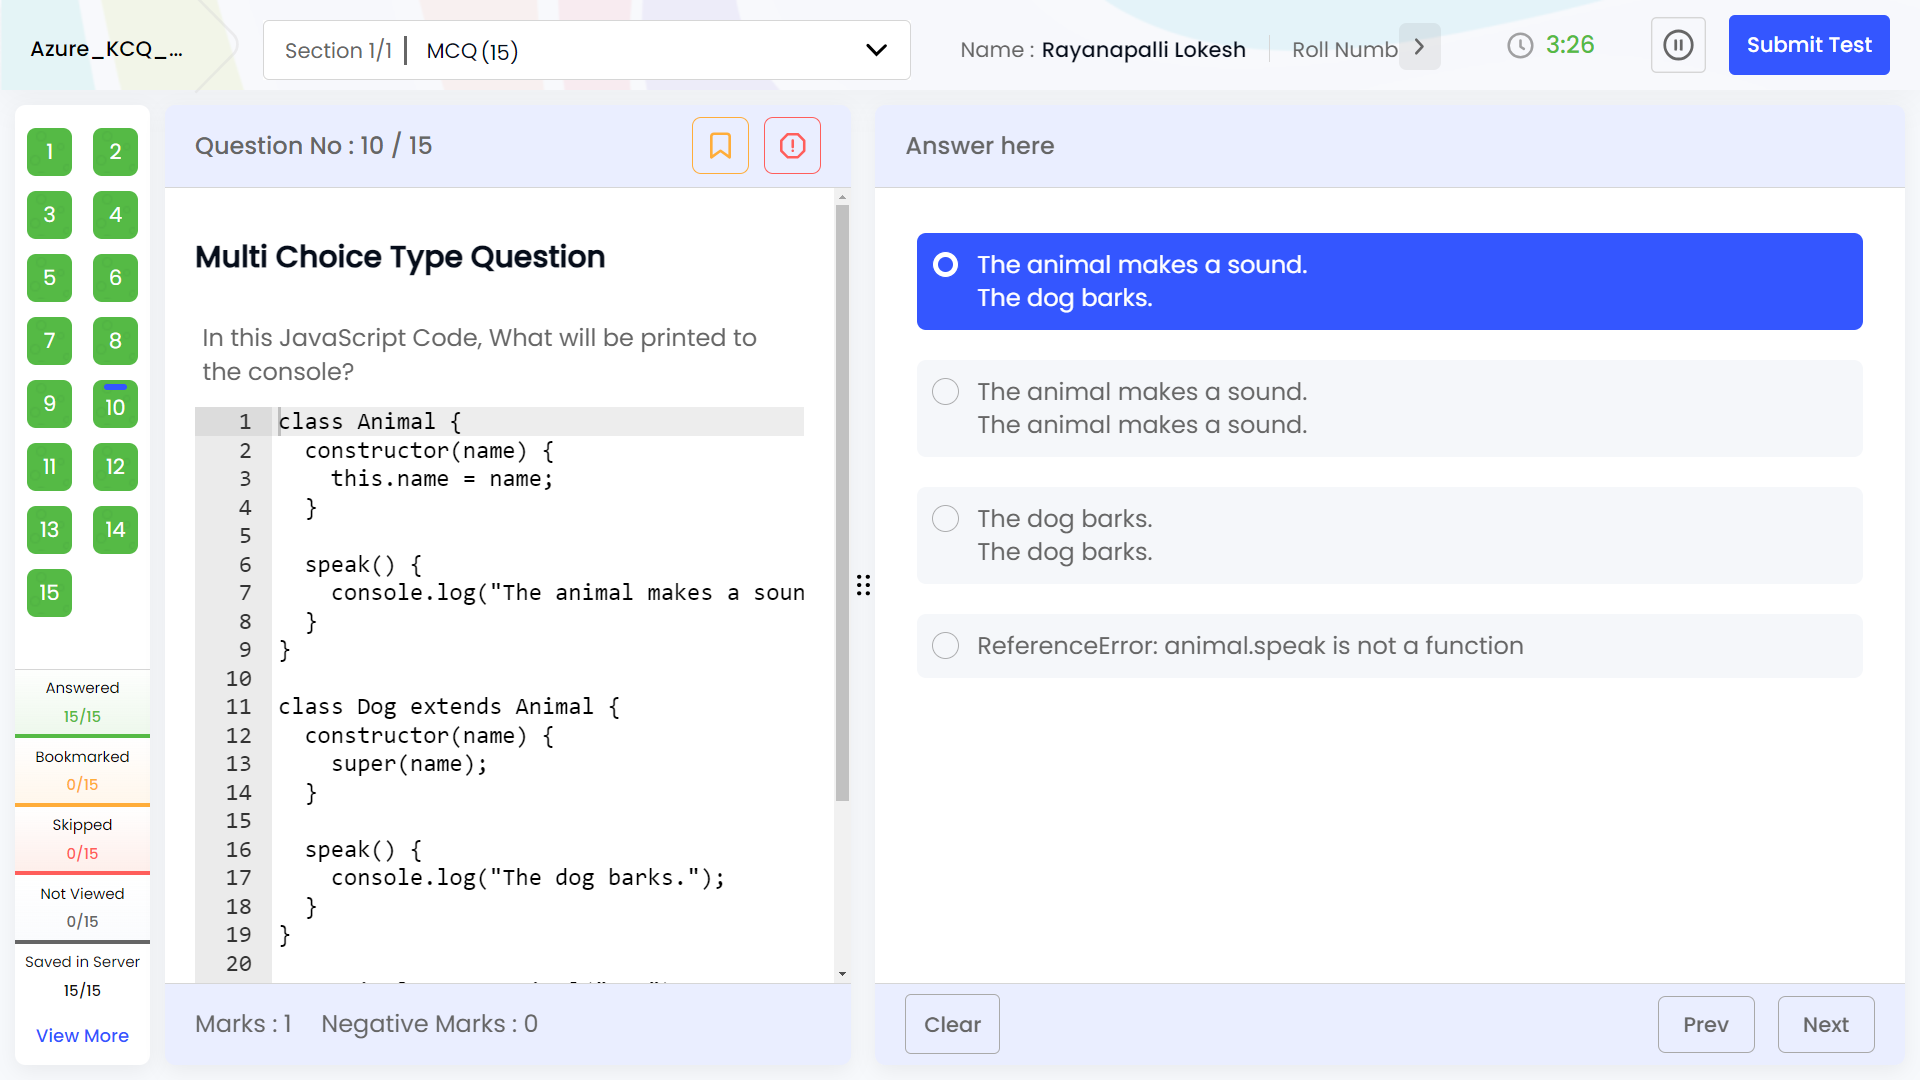 Azure_KCQ_...
Section 1/1 | MCQ (15)
Name : Rayanapalli Lokesh
Roll Numb
3:26
Submit Test
1 2
3 4
5 6
7 8
9 10
11 12
13 14
15
Answered
15/15
Bookmarked
0/15
Skipped
0/15
Not Viewed
0/15
Saved in Server
15/15
View More
Question No : 10 / 15
Multi Choice Type Question
In this JavaScript Code, What will be printed to
the console?
1 class Animal {
2   constructor(name) {
3     this.name = name;
4   }
5
6   speak() {
7     console.log("The animal makes a soun
8   }
9 }
10
11 class Dog extends Animal {
12   constructor(name) {
13     super(name);
14   }
15
16   speak() {
17     console.log("The dog barks.");
18   }
19 }
20
Marks : 1 Negative Marks : 0
Answer here
The animal makes a sound.
The dog barks.
The animal makes a sound.
The animal makes a sound.
The dog barks.
The dog barks.
ReferenceError: animal.speak is not a function
Clear
Prev
Next